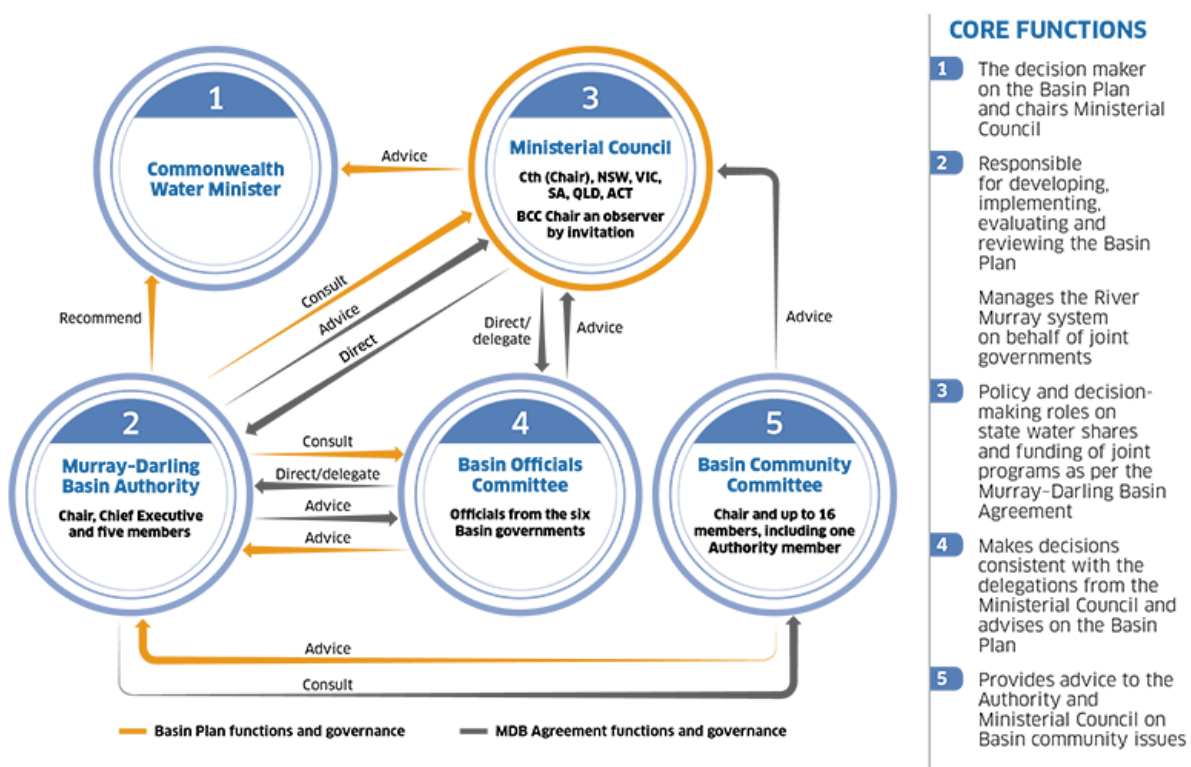 1
Commonwealth
Water Minister
Advice
3
Ministerial Council
Cth (Chair), NSW, VIC,
SA, QLD, ACT
BCC Chair an observer
by invitation
Recommend
Consult
Advice
Direct
Direct/
delegate
Advice
Advice
2
Murray-Darling
Basin Authority
Chair, Chief Executive
and five members
Consult
Direct/delegate
Advice
Advice
4
Basin Officials
Committee
Officials from the six
Basin governments
5
Basin Community
Committee
Chair and up to 16
members, including one
Authority member
Advice
Consult
Basin Plan functions and governance
MDB Agreement functions and governance
CORE FUNCTIONS
1
The decision maker
on the Basin Plan
and chairs Ministerial
Council
2
Responsible
for developing,
implementing,
evaluating and
reviewing the Basin
Plan
Manages the River
Murray system
on behalf of joint
governments
3
Policy and decision-
making roles on
state water shares
and funding of joint
programs as per the
Murray-Darling Basin
Agreement
4
Makes decisions
consistent with the
delegations from the
Ministerial Council and
advises on the Basin
Plan
5
Provides advice to the
Authority and
Ministerial Council on
Basin community issues